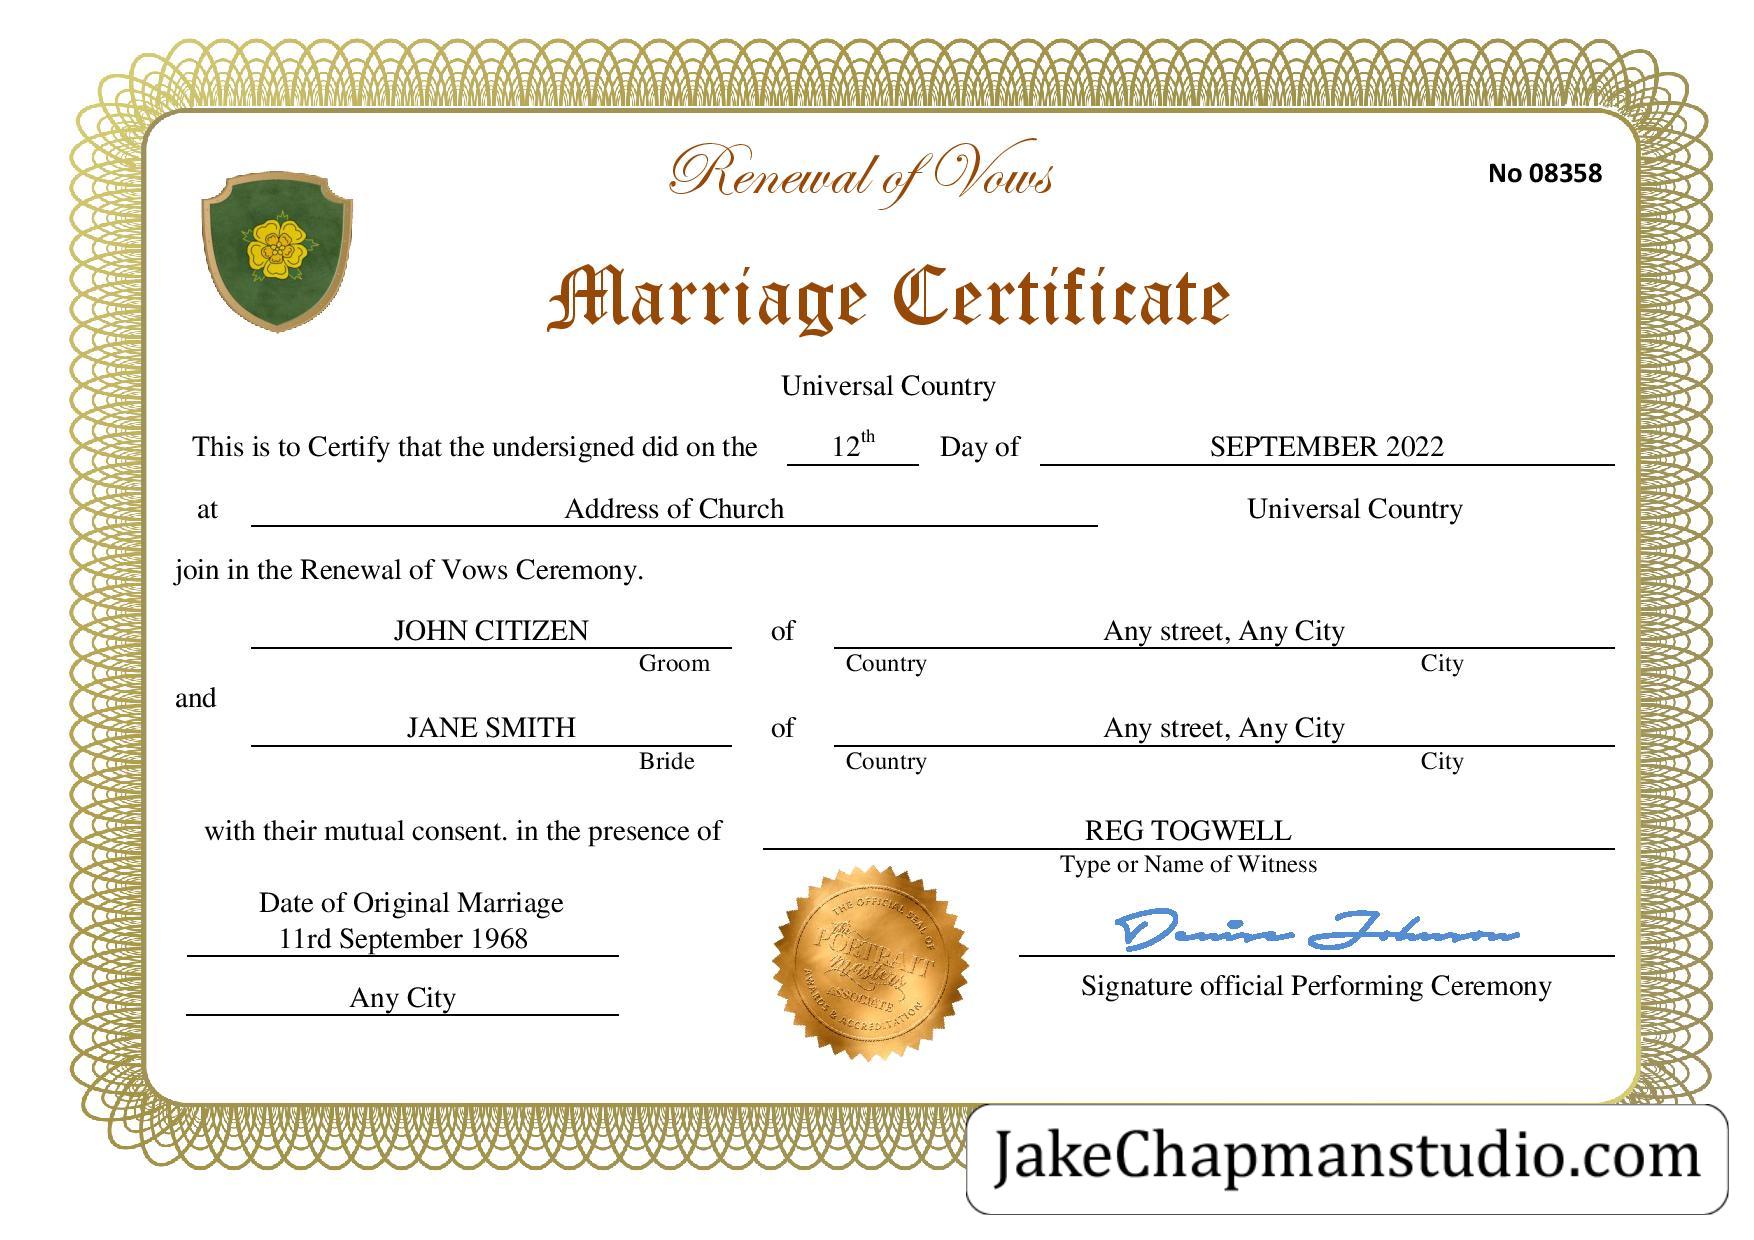 Renewal of Vows
No 08358
Marriage Certificate
Universal Country
This is to Certify that the undersigned did on the 12th Day of SEPTEMBER 2022
at Address of Church Universal Country
join in the Renewal of Vows Ceremony.
JOHN CITIZEN of Any street, Any City
Groom Country City
and
JANE SMITH of Any street, Any City
Bride Country City
with their mutual consent. in the presence of REG TOGWELL
Type or Name of Witness
Date of Original Marriage
11rd September 1968
Any City
THE OFFICIAL SEAL OF
The
PORTRAIT
Masters
ASSOCIATE
AWARDS & ACCREDITATION
Denise Johnson
Signature official Performing Ceremony
JakeChapmanstudio.com